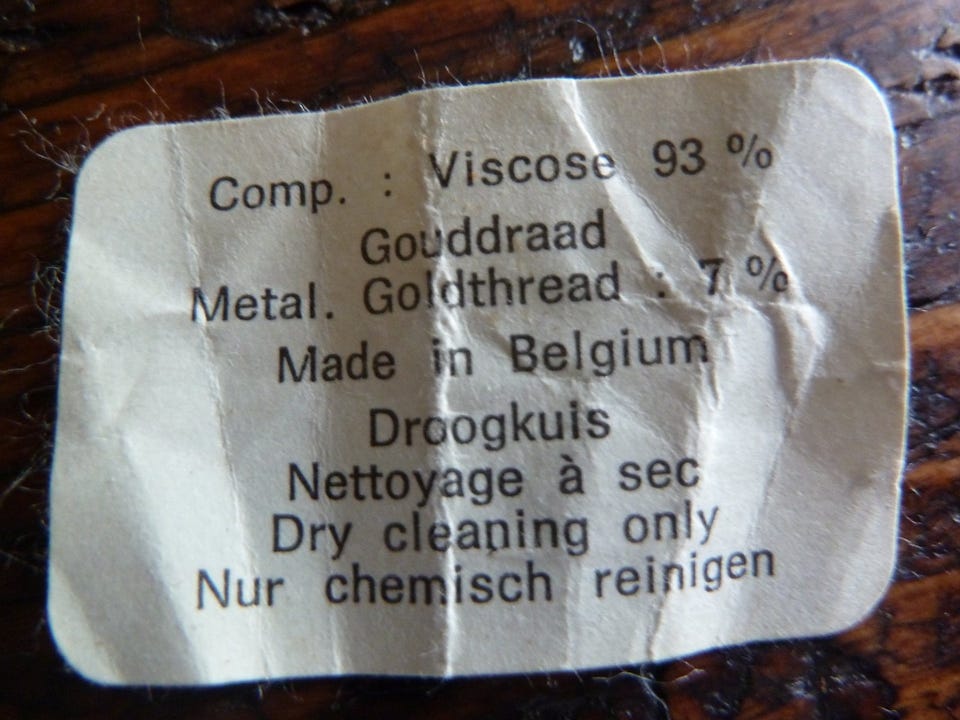 Comp. : Viscose 93 %
Gouddraad
Metal. Goldthread : 7 %
Made in Belgium
Droogkuis
Nettoyage à sec
Dry cleaning only
Nur chemisch reinigen